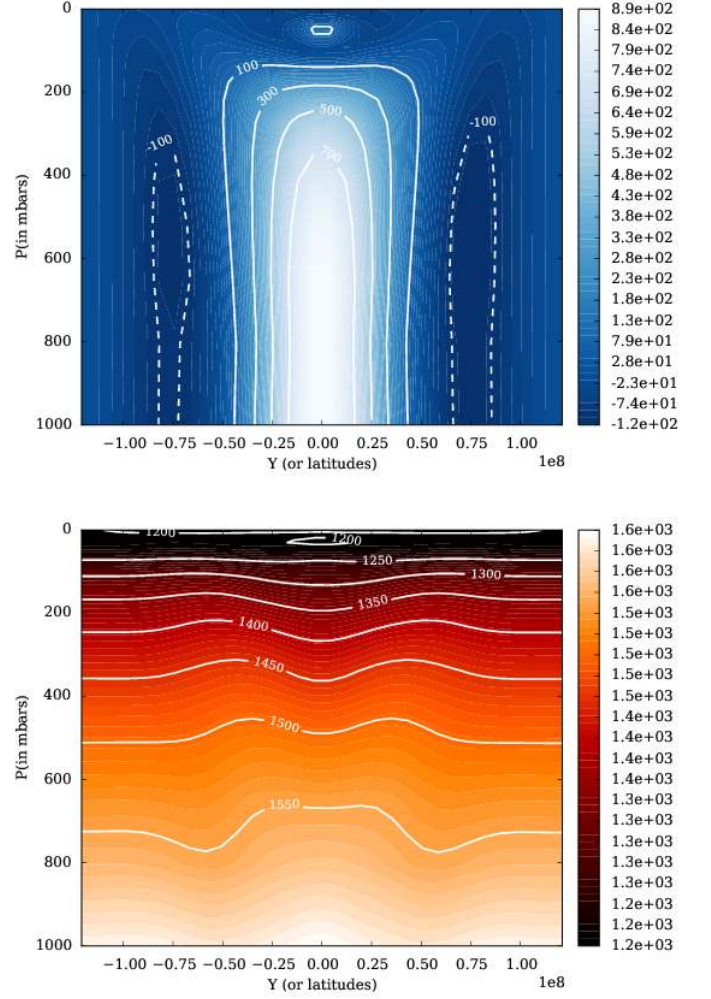 0
200
400
600
800
1000
P(in mbars)
100
300
500
700
-100
-100
−1.00 −0.75 −0.50 −0.25 0.00 0.25 0.50 0.75 1.00
Y (or latitudes)
1e8
8.9e+02
8.4e+02
7.9e+02
7.4e+02
6.9e+02
6.4e+02
5.9e+02
5.3e+02
4.8e+02
4.3e+02
3.8e+02
3.3e+02
2.3e+02
1.8e+02
1.3e+02
7.9e+01
2.8e+01
-2.3e+01
-7.4e+01
-1.2e+02
0
200
400
600
800
1000
P(in mbars)
1200
1200
1250
1300
1350
1400
1450
1500
1550
−1.00 −0.75 −0.50 −0.25 0.00 0.25 0.50 0.75 1.00
Y (or latitudes)
1e8
1.6e+03
1.6e+03
1.6e+03
1.5e+03
1.5e+03
1.5e+03
1.5e+03
1.5e+03
1.4e+03
1.4e+03
1.4e+03
1.4e+03
1.4e+03
1.3e+03
1.3e+03
1.3e+03
1.3e+03
1.3e+03
1.2e+03
1.2e+03